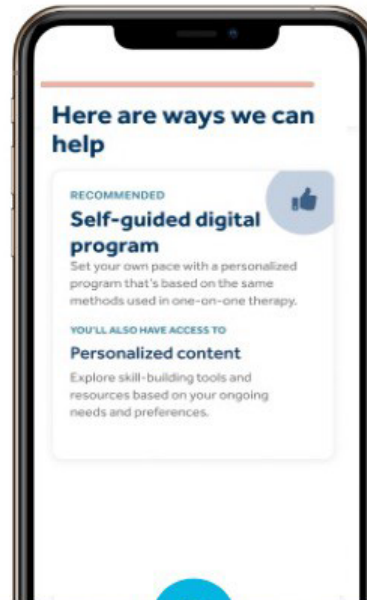 Here are ways we can
help
RECOMMENDED
Self-guided digital
program
Set your own pace with a personalized
program that's based on the same
methods used in one-on-one therapy.
YOU'LL ALSO HAVE ACCESS TO
Personalized content
Explore skill-building tools and
resources based on your ongoing
needs and preferences.